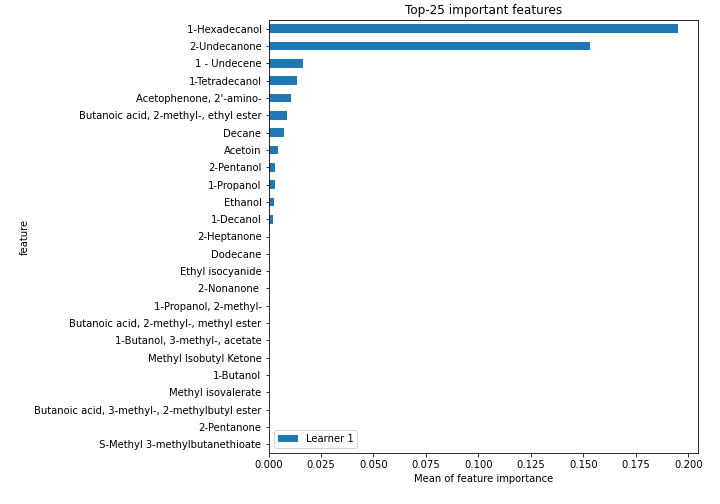 Top-25 important features
1-Hexadecanol
2-Undecanone
1 - Undecene
1-Tetradecanol
Acetophenone, 2'-amino-
Butanoic acid, 2-methyl-, ethyl ester
Decane
Acetoin
2-Pentanol
1-Propanol
Ethanol
1-Decanol
2-Heptanone
Dodecane
Ethyl isocyanide
2-Nonanone
1-Propanol, 2-methyl-
Butanoic acid, 2-methyl-, methyl ester
1-Butanol, 3-methyl-, acetate
Methyl Isobutyl Ketone
1-Butanol
Methyl isovalerate
Butanoic acid, 3-methyl-, 2-methylbutyl ester
2-Pentanone
S-Methyl 3-methylbutanethioate
feature
Learner 1
0.000 0.025 0.050 0.075 0.100 0.125 0.150 0.175 0.200
Mean of feature importance